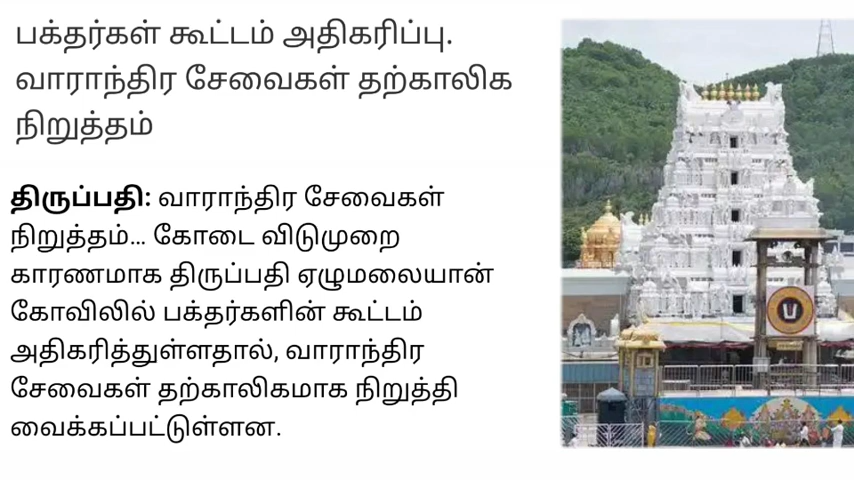 பக்தர்கள் கூட்டம் அதிகரிப்பு.
வாராந்திர சேவைகள் தற்காலிக
நிறுத்தம்
திருப்பதி: வாராந்திர சேவைகள்
நிறுத்தம்... கோடை விடுமுறை
காரணமாக திருப்பதி ஏழுமலையான்
கோவிலில் பக்தர்களின் கூட்டம்
அதிகரித்துள்ளதால், வாராந்திர
சேவைகள் தற்காலிகமாக நிறுத்தி
வைக்கப்பட்டுள்ளன.